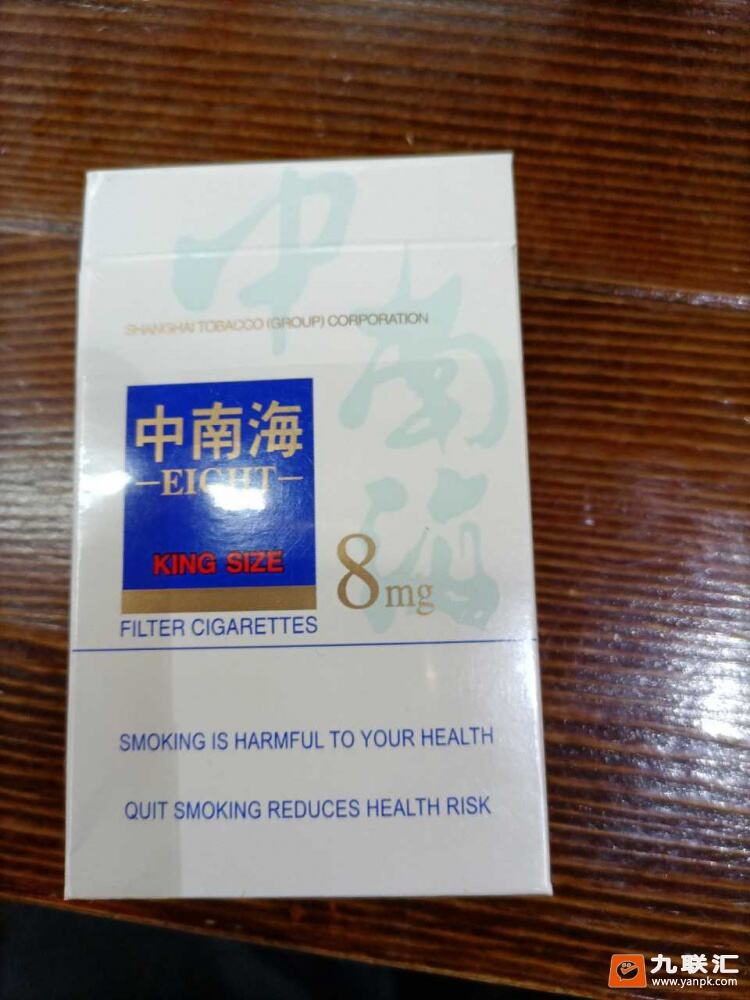 中南海
SHANGHAI TOBACCO (GROUP) CORPORATION
中南海
EIGHT
KING SIZE
8mg
FILTER CIGARETTES
SMOKING IS HARMFUL TO YOUR HEALTH
QUIT SMOKING REDUCES HEALTH RISK
九联汇
www.yanpk.com